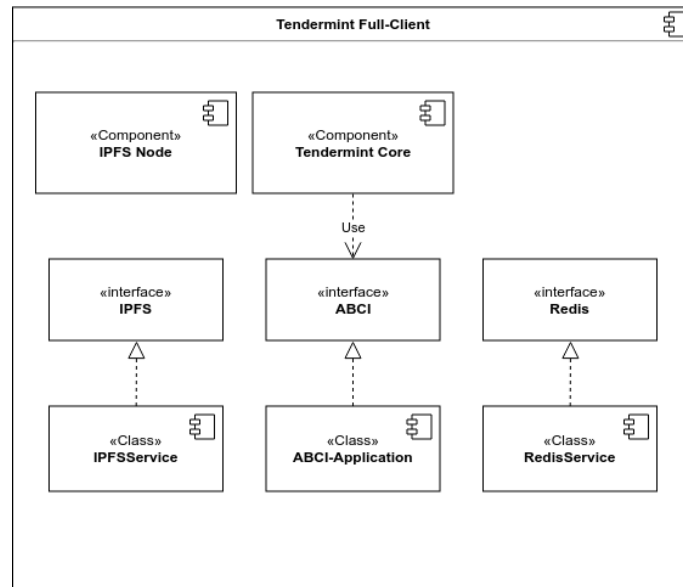 Tendermint Full-Client
«Component»
IPFS Node
«Component»
Tendermint Core
Use
«interface»
IPFS
«interface»
ABCI
«interface»
Redis
«Class»
IPFSService
«Class»
ABCI-Application
«Class»
RedisService